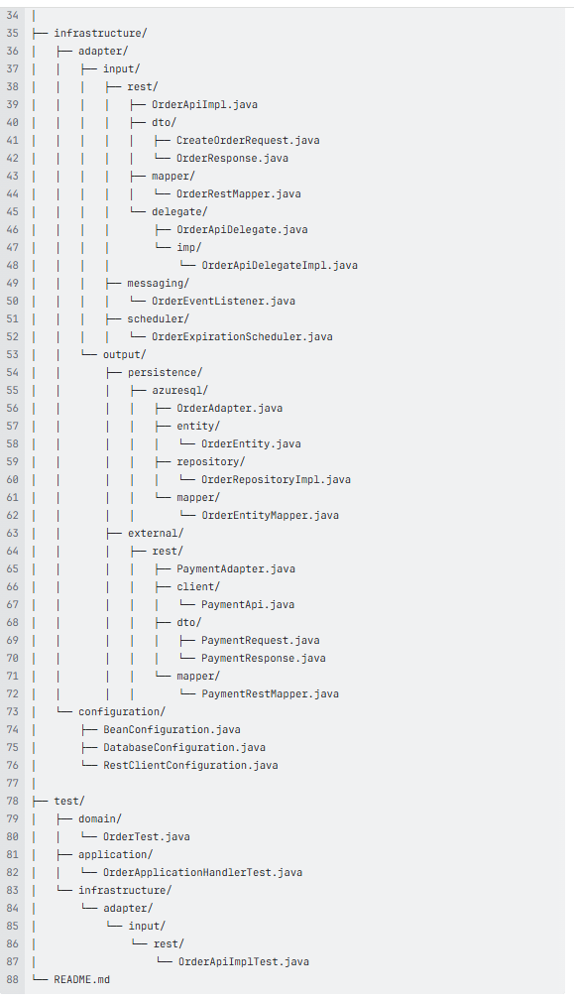 34 │
35 ├── infrastructure/
36 │   ├── adapter/
37 │   │   ├── input/
38 │   │   │   ├── rest/
39 │   │   │   │   ├── OrderApiImpl.java
40 │   │   │   │   ├── dto/
41 │   │   │   │   │   ├── CreateOrderRequest.java
42 │   │   │   │   │   └── OrderResponse.java
43 │   │   │   │   ├── mapper/
44 │   │   │   │   │   └── OrderRestMapper.java
45 │   │   │   │   └── delegate/
46 │   │   │   │       ├── OrderApiDelegate.java
47 │   │   │   │       └── imp/
48 │   │   │   │           └── OrderApiDelegateImpl.java
49 │   │   │   ├── messaging/
50 │   │   │   │   └── OrderEventListener.java
51 │   │   │   ├── scheduler/
52 │   │   │   │   └── OrderExpirationScheduler.java
53 │   │   └── output/
54 │   │       ├── persistence/
55 │   │       │   ├── azuresql/
56 │   │       │   │   ├── OrderAdapter.java
57 │   │       │   │   ├── entity/
58 │   │       │   │   │   └── OrderEntity.java
59 │   │       │   │   ├── repository/
60 │   │       │   │   │   └── OrderRepositoryImpl.java
61 │   │       │   │   └── mapper/
62 │   │       │   │       └── OrderEntityMapper.java
63 │   │       ├── external/
64 │   │       │   ├── rest/
65 │   │       │   │   ├── PaymentAdapter.java
66 │   │       │   │   ├── client/
67 │   │       │   │   │   └── PaymentApi.java
68 │   │       │   │   ├── dto/
69 │   │       │   │   │   ├── PaymentRequest.java
70 │   │       │   │   │   └── PaymentResponse.java
71 │   │       │   │   └── mapper/
72 │   │       │   │       └── PaymentRestMapper.java
73 │   └── configuration/
74 │       ├── BeanConfiguration.java
75 │       ├── DatabaseConfiguration.java
76 │       └── RestClientConfiguration.java
77 │
78 ├── test/
79 │   ├── domain/
80 │   │   └── OrderTest.java
81 │   ├── application/
82 │   │   └── OrderApplicationHandlerTest.java
83 │   └── infrastructure/
84 │       └── adapter/
85 │           └── input/
86 │               └── rest/
87 │                   └── OrderApiImplTest.java
88 └── README.md